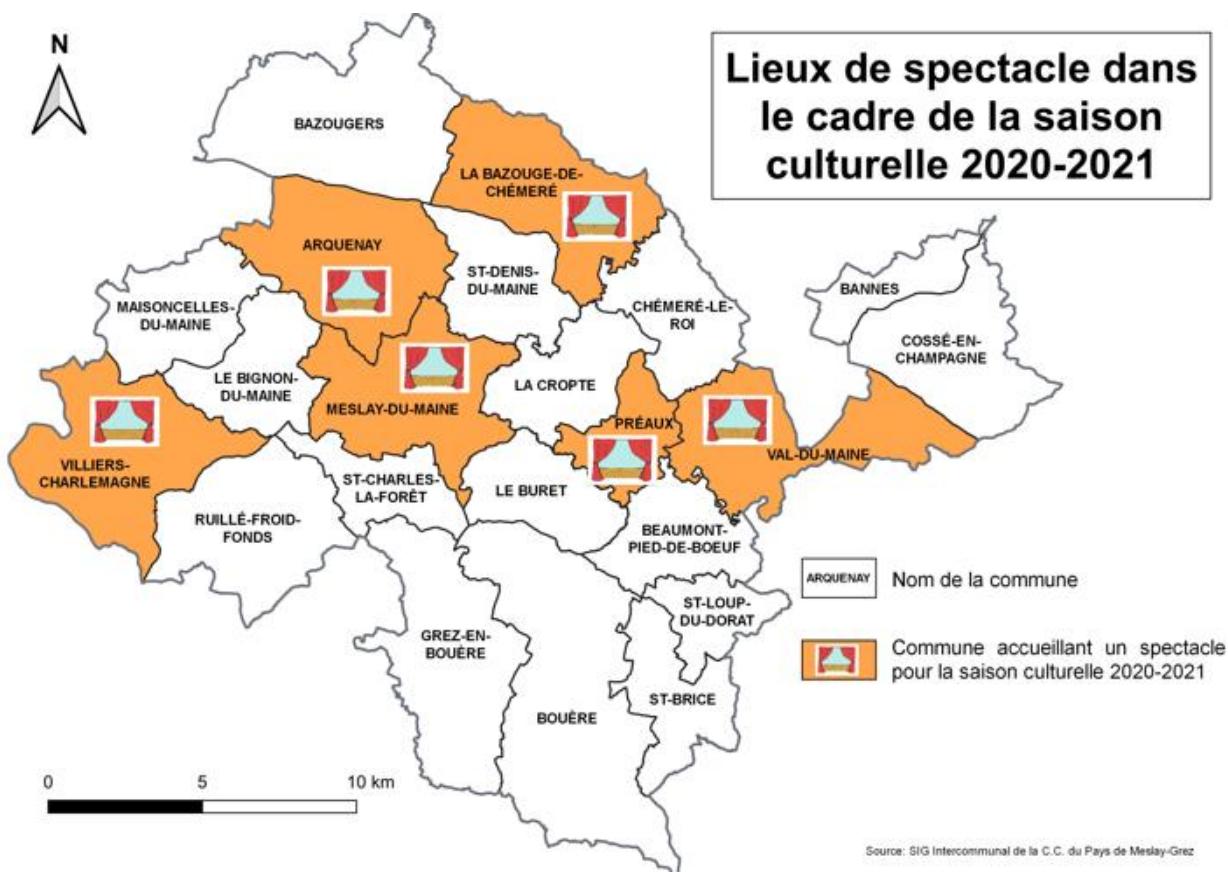 N
Lieux de spectacle dans
le cadre de la saison
culturelle 2020-2021
BAZOUGERS
LA BAZOUGE-DE-
CHÉMERÉ
ARQUENAY
ST-DENIS-
DU-MAINE
CHÉMERÉ-LE-
ROI
BANNES
COSSÉ-EN-
CHAMPAGNE
MAISONCELLES-
DU-MAINE
LE BIGNON-
DU-MAINE
MESLAY-DU-MAINE
LA CROPTE
PRÉAUX
VAL-DU-MAINE
VILLIERS-
CHARLEMAGNE
ST-CHARLES-
LA-FORÊT
LE BURET
RUILLÉ-FROID-
FONDS
BEAUMONT-
PIED-DE-BOEUF
ST-LOUP-
DU-DORAT
GREZ-EN-
BOUÈRE
BOUÈRE
ST-BRICE
ARQUENAY
Nom de la commune
Commune accueillant un spectacle
pour la saison culturelle 2020-2021
0 5 10 km
Source: SIG Intercommunal de la C.C. du Pays de Meslay-Grez